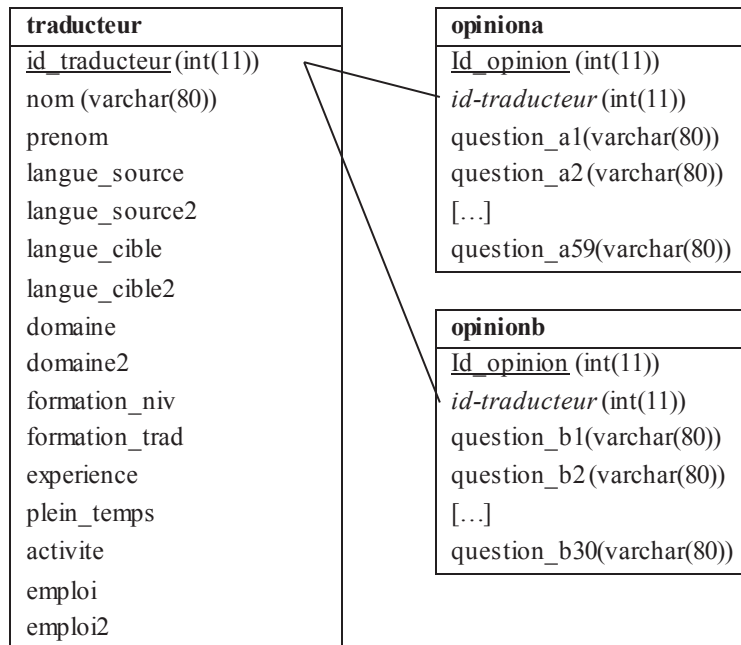 traducteur
id_traducteur (int(11))
nom (varchar(80))
prenom
langue_source
langue_source2
langue_cible
langue_cible2
domaine
domaine2
formation_niv
formation_trad
experience
plein_temps
activite
emploi
emploi2
opiniona
Id_opinion (int(11))
id-traducteur (int(11))
question_a1(varchar(80))
question_a2 (varchar(80))
[…]
question_a59(varchar(80))
opinionb
Id_opinion (int(11))
id-traducteur (int(11))
question_b1(varchar(80))
question_b2 (varchar(80))
[…]
question_b30(varchar(80))